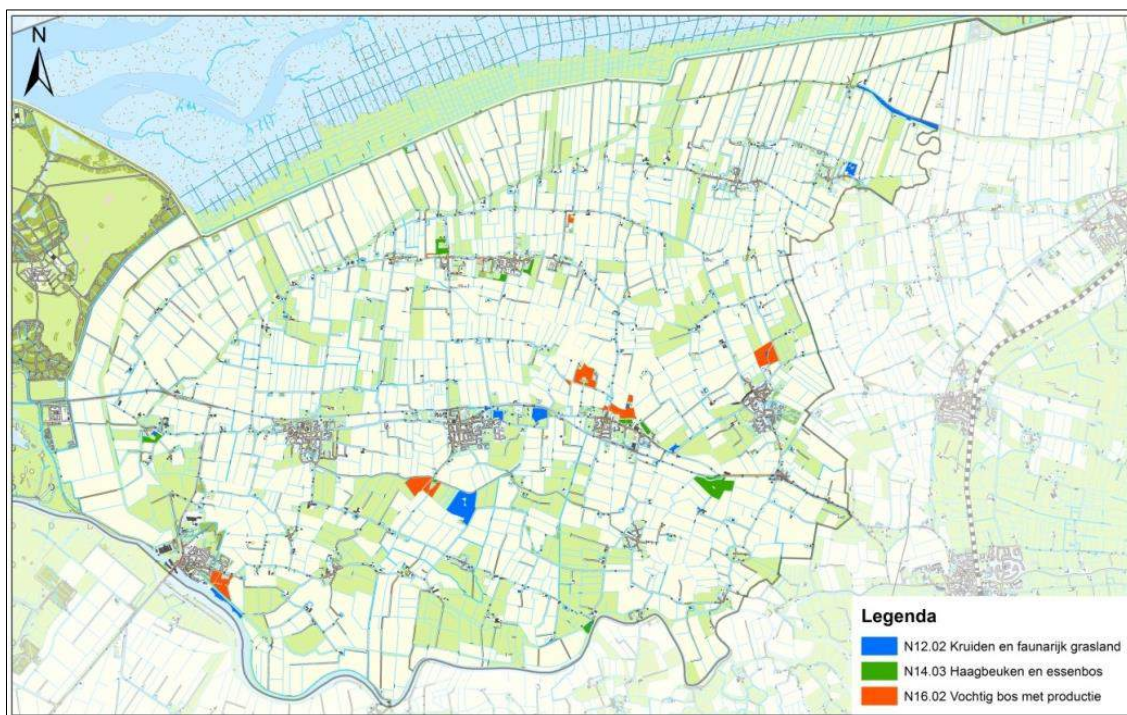 N
Legenda
N12.02 Kruiden en faunarijk grasland
N14.03 Haagbeuken en essenbos
N16.02 Vochtig bos met productie